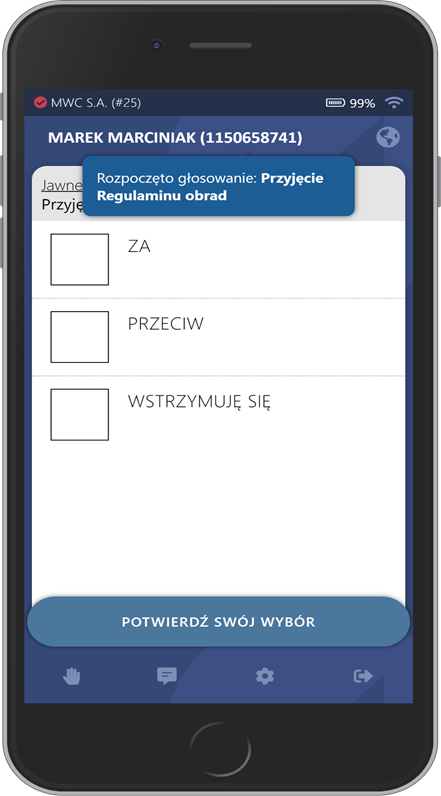 MWC S.A. (#25) 99%
MAREK MARCINIAK (1150658741)
Rozpoczęto głosowanie: Przyjęcie
Regulaminu obrad
Jawne
Przyję
ZA
PRZECIW
WSTRZYMUJĘ SIĘ
POTWIERDŹ SWÓJ WYBÓR